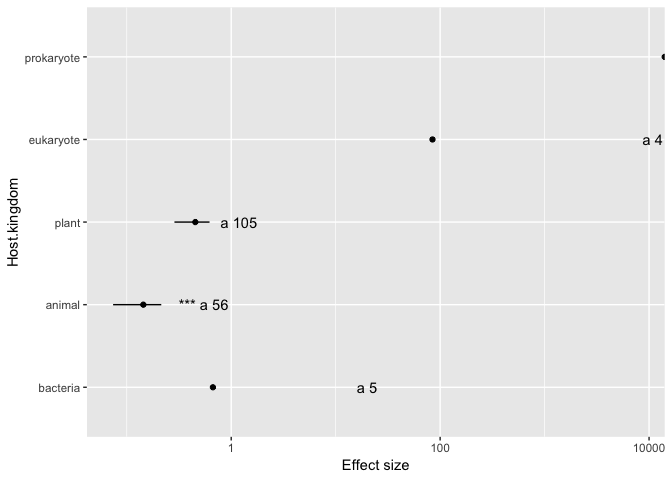 prokaryote
eukaryote
a 4
plant
a 105
animal
*** a 56
bacteria
a 5
Host.kingdom
1
100
10000
Effect size